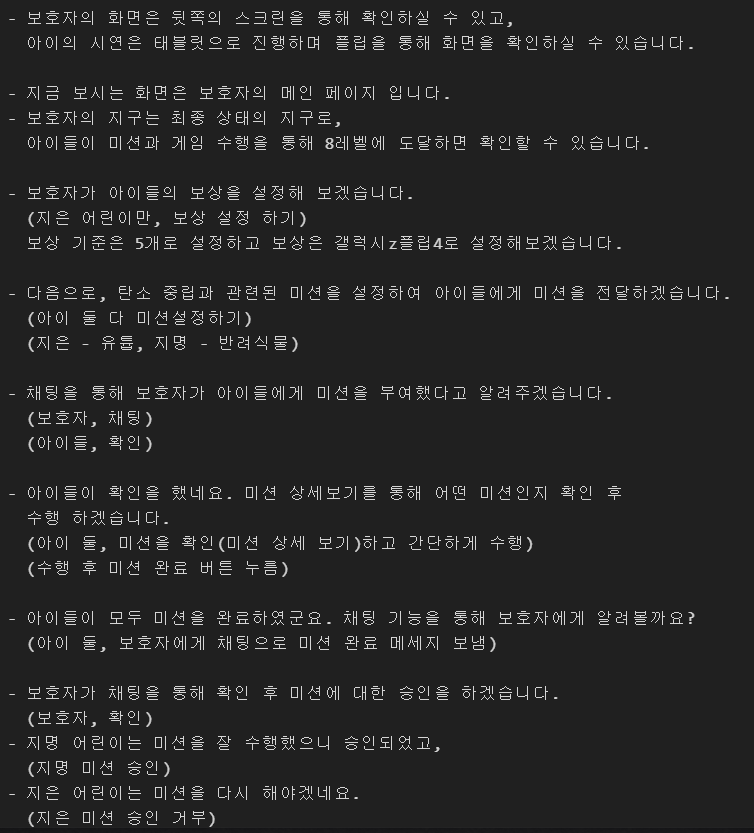 - 보호자의 화면은 뒷쪽의 스크린을 통해 확인하실 수 있고,
아이의 시연은 태블릿으로 진행하며 플립을 통해 화면을 확인하실 수 있습니다.
- 지금 보시는 화면은 보호자의 메인 페이지 입니다.
- 보호자의 지구는 최종 상태의 지구로,
아이들이 미션과 게임 수행을 통해 8레벨에 도달하면 확인할 수 있습니다.
- 보호자가 아이들의 보상을 설정해 보겠습니다.
(지은 어린이만, 보상 설정 하기)
보상 기준은 5개로 설정하고 보상은 갤럭시z플립4로 설정해보겠습니다.
- 다음으로, 탄소 중립과 관련된 미션을 설정하여 아이들에게 미션을 전달하겠습니다.
(아이 둘 다 미션설정하기)
(지은 - 유튭, 지명 - 반려식물)
- 채팅을 통해 보호자가 아이들에게 미션을 부여했다고 알려주겠습니다.
(보호자, 채팅)
(아이들, 확인)
- 아이들이 확인을 했네요. 미션 상세보기를 통해 어떤 미션인지 확인 후
수행 하겠습니다.
(아이 둘, 미션을 확인(미션 상세 보기)하고 간단하게 수행)
(수행 후 미션 완료 버튼 누름)
- 아이들이 모두 미션을 완료하였군요. 채팅 기능을 통해 보호자에게 알려볼까요?
(아이 둘, 보호자에게 채팅으로 미션 완료 메세지 보냄)
- 보호자가 채팅을 통해 확인 후 미션에 대한 승인을 하겠습니다.
(보호자, 확인)
- 지명 어린이는 미션을 잘 수행했으니 승인되었고,
(지명 미션 승인)
- 지은 어린이는 미션을 다시 해야겠네요.
(지은 미션 승인 거부)